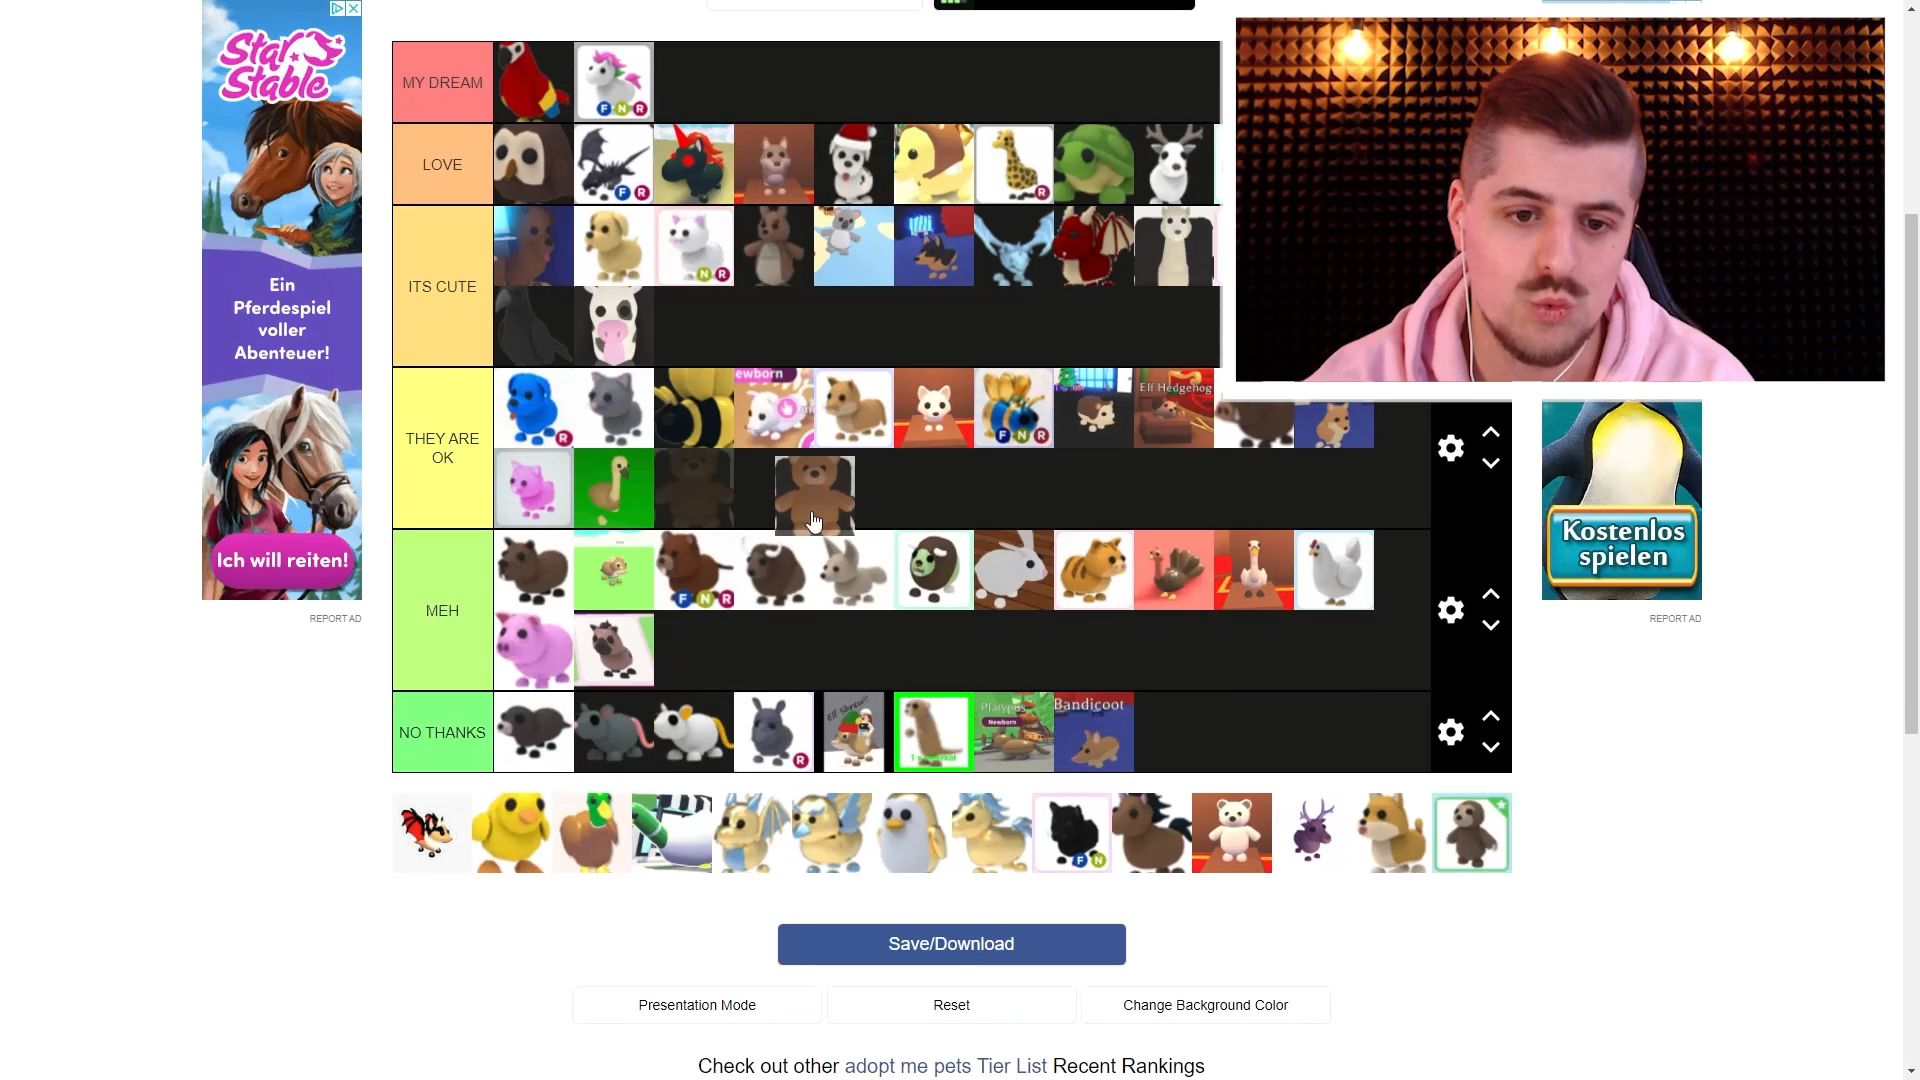 Star
Stable
Ein
Pferdespiel
voller
Abenteuer!
Ich will reiten!
REPORT AD
MY DREAM
F N R
LOVE
F R
R
ITS CUTE
N R
THEY ARE
OK
R
ewborn
F N R
Elf Hedgehog
MEH
F N R
NO THANKS
R
Elf Shrew!!
Platypus
Newborn
Bandicoot
F N
Save/Download
Presentation Mode
Reset
Change Background Color
Check out other adopt me pets Tier List Recent Rankings
Kostenlos
spielen
REPORT AD